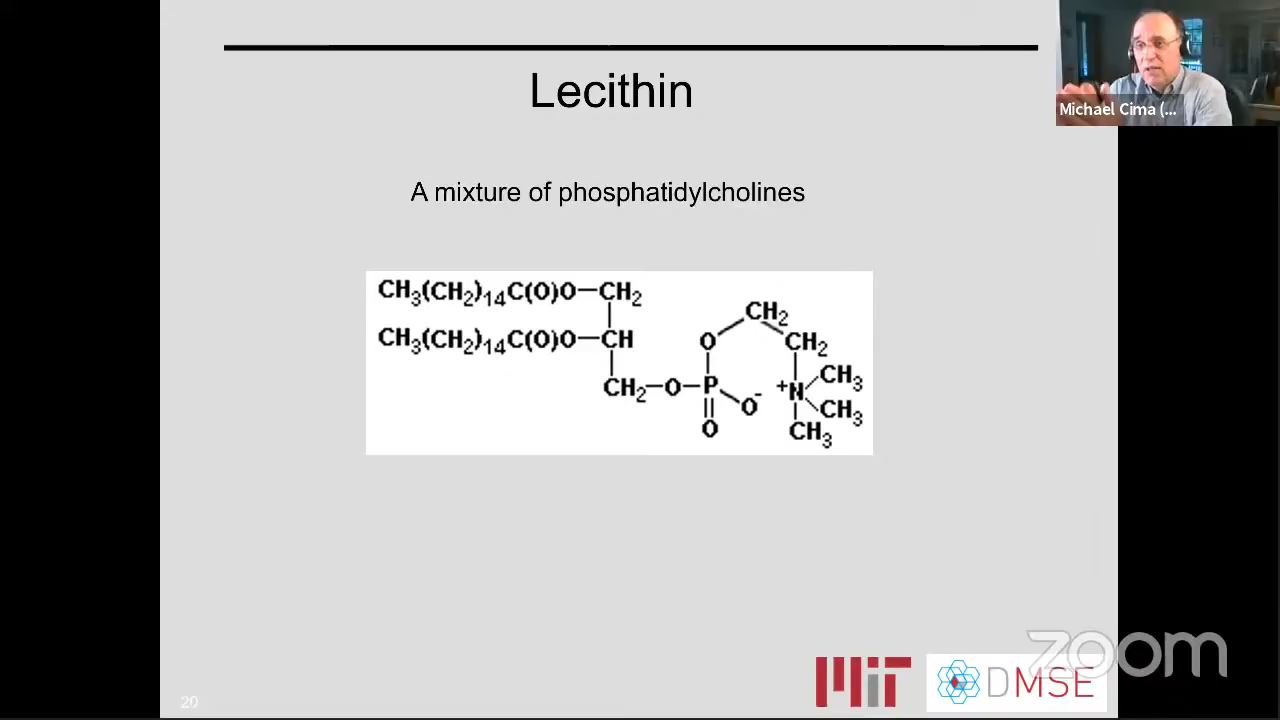 Lecithin
Michael Cima (...
A mixture of phosphatidylcholines
CH₃(CH₂)₁₄C(O)O—CH₂
CH₃(CH₂)₁₄C(O)O—CH
CH₂—O—P
O
O
O⁻
CH₂
CH₂
⁺N
CH₃
CH₃
CH₃
20
MIT
DMSE
zoom